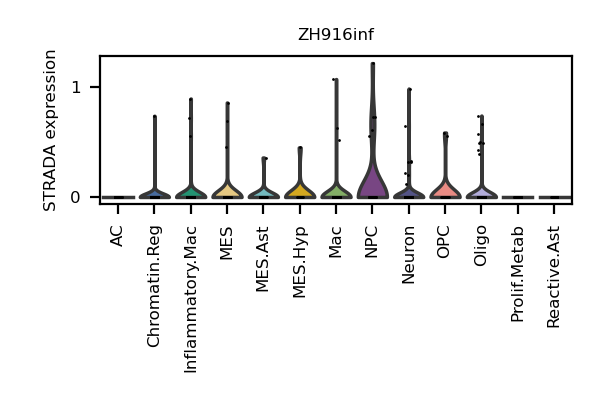 ZH916inf
STRADA expression
1
0
AC
Chromatin.Reg
Inflammatory.Mac
MES
MES.Ast
MES.Hyp
Mac
NPC
Neuron
OPC
Oligo
Prolif.Metab
Reactive.Ast